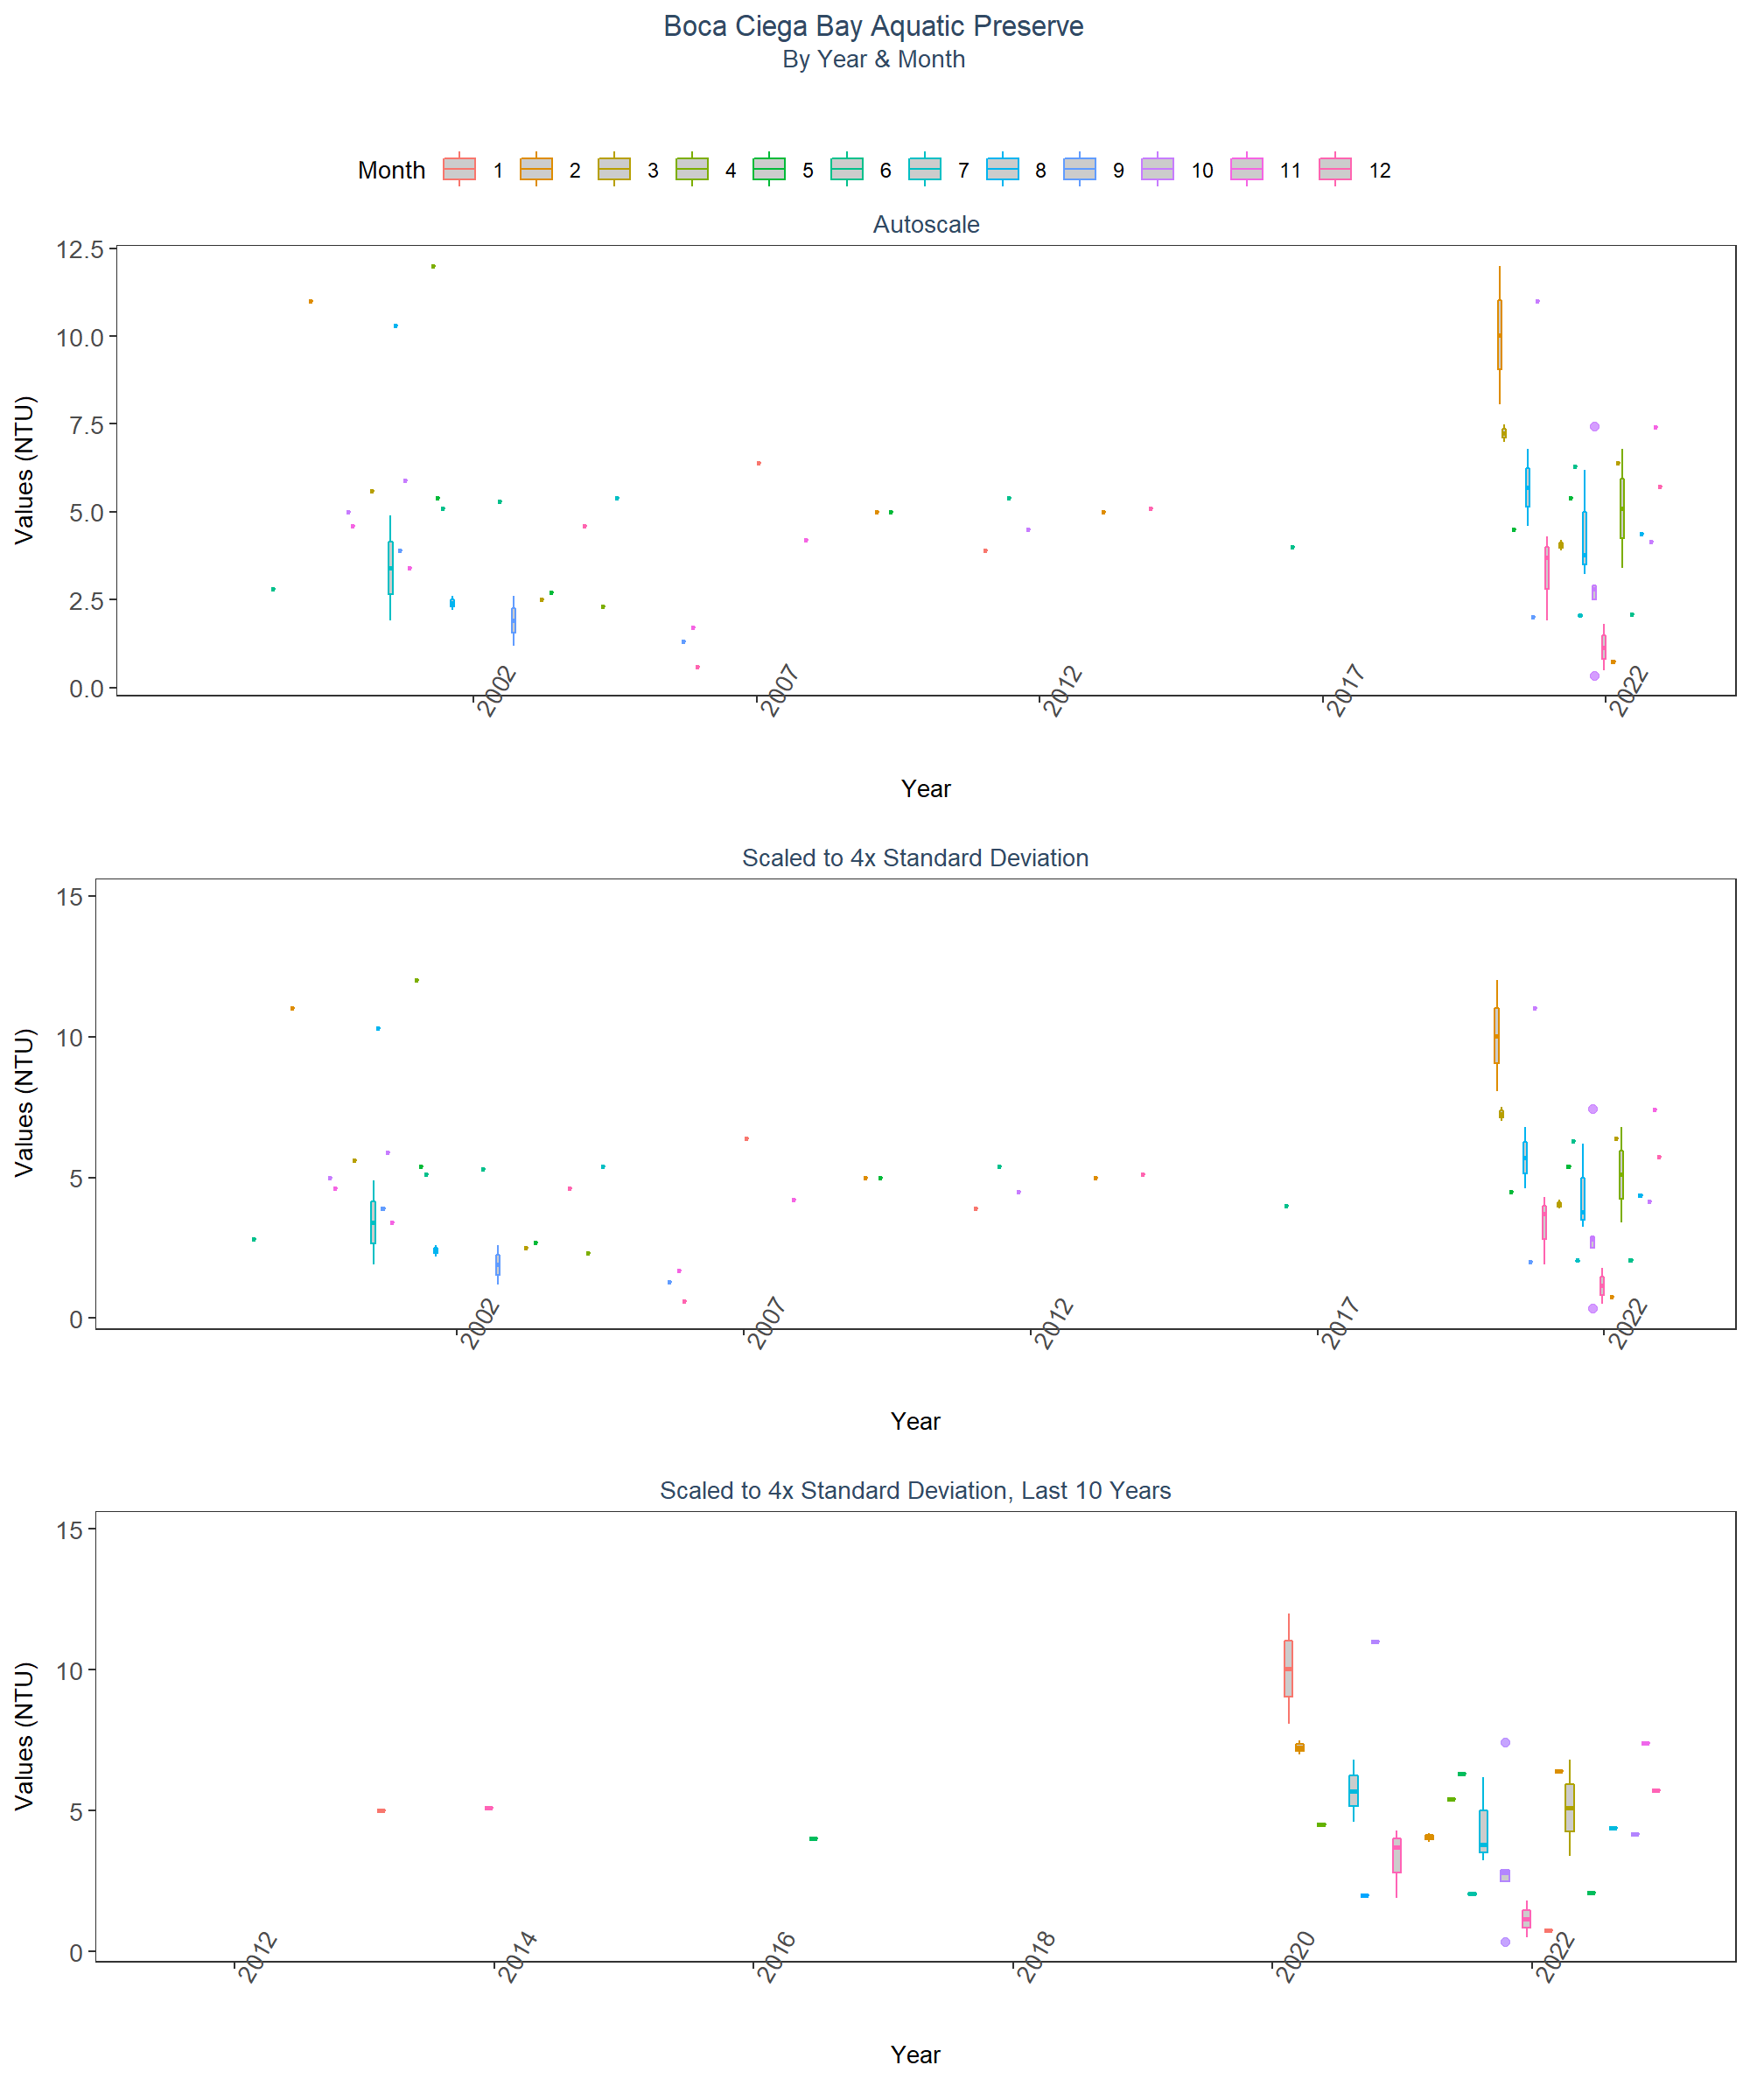 Boca Ciega Bay Aquatic Preserve
By Year & Month
Month 1 2 3 4 5 6 7 8 9 10 11 12
Autoscale
Values (NTU)
12.5
10.0
7.5
5.0
2.5
0.0
2002 2007 2012 2017 2022
Year
Scaled to 4x Standard Deviation
Values (NTU)
15
10
5
0
2002 2007 2012 2017 2022
Year
Scaled to 4x Standard Deviation, Last 10 Years
Values (NTU)
15
10
5
0
2012 2014 2016 2018 2020 2022
Year